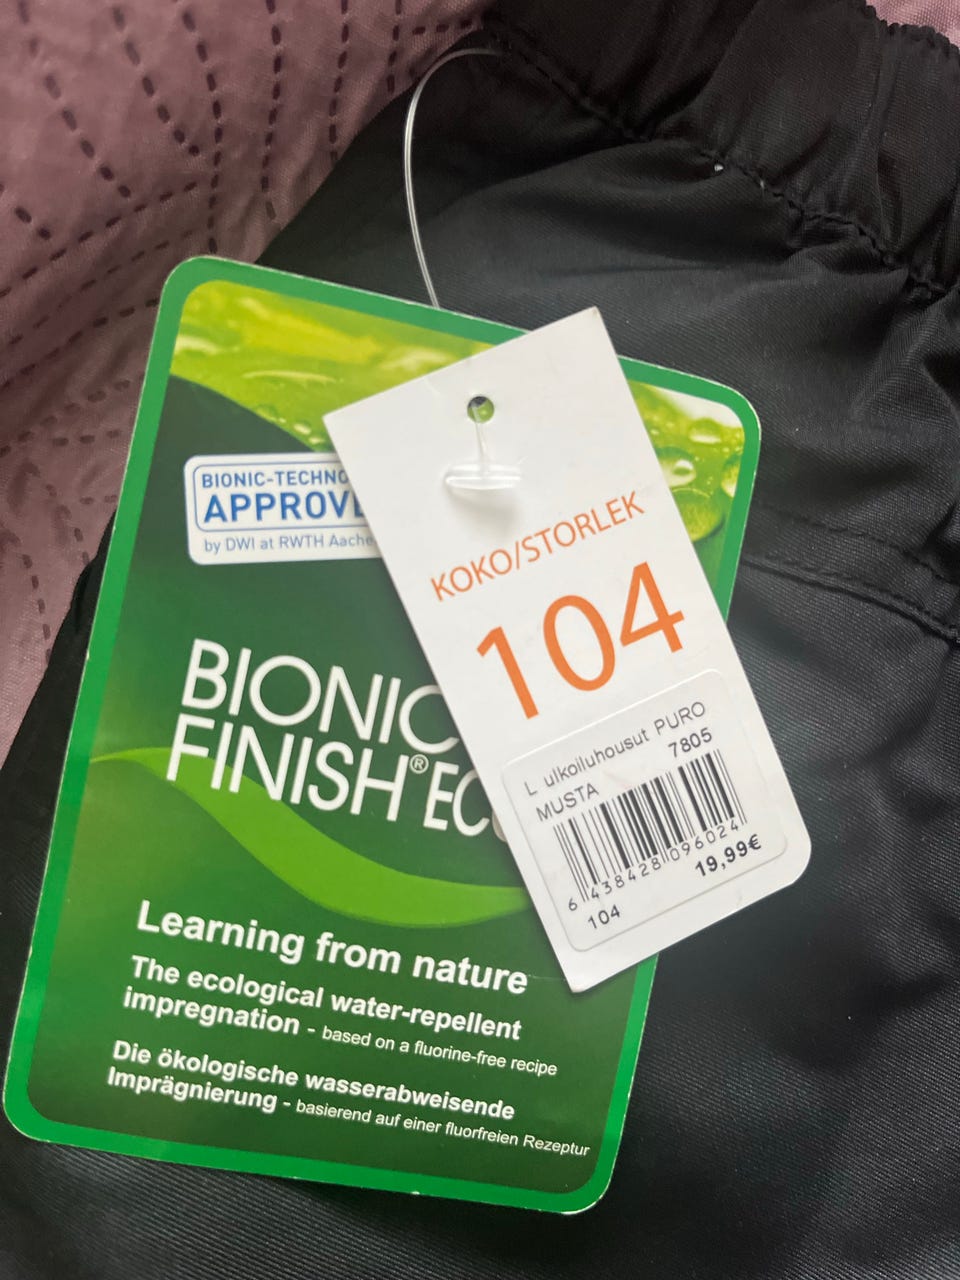 BIONIC-TECHNO
APPROVE
by DWI at RWTH Aache
BIONIC
FINISH® EC
Learning from nature
The ecological water-repellent
impregnation - based on a fluorine-free recipe
Die ökologische wasserabweisende
Imprägnierung - basierend auf einer fluorfreien Rezeptur
KOKO/STORLEK
104
L ulkoiluhousut PURO
MUSTA 7805
6 438428 096024
104 19,99€